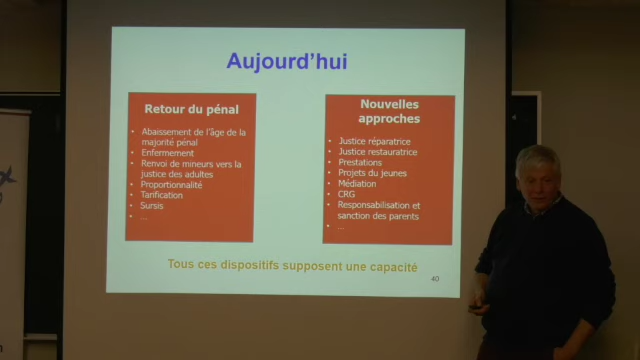 Aujourd'hui
Retour du pénal
• Abaissement de l'âge de la
majorité pénal
• Enfermement
• Renvoi de mineurs vers la
justice des adultes
• Proportionnalité
• Tarification
• Sursis
• ...
Nouvelles
approches
• Justice réparatrice
• Justice restauratrice
• Prestations
• Projets du jeunes
• Médiation
• CRG
• Responsabilisation et
sanction des parents
• ...
Tous ces dispositifs supposent une capacité
40